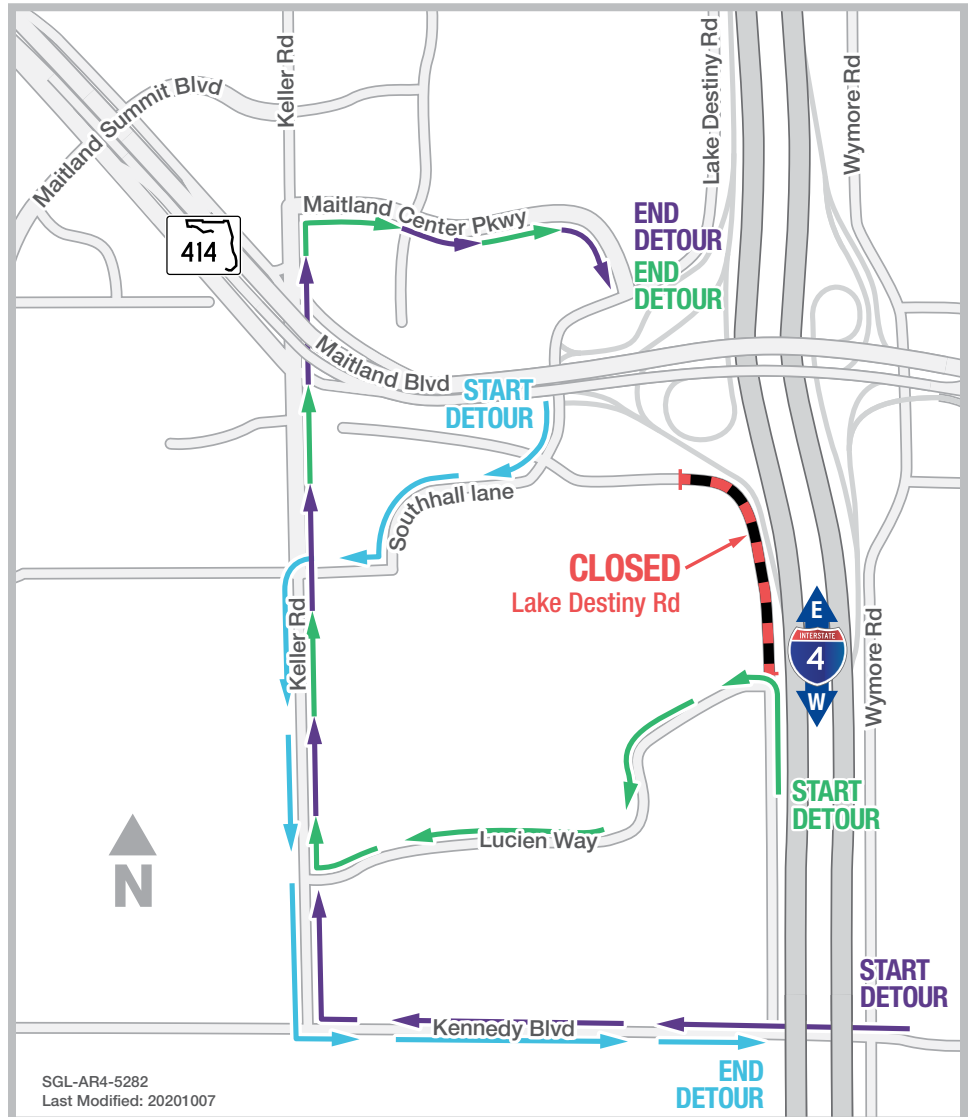 Keller Rd
Lake Destiny Rd
Maitland Summit Blvd
Wymore Rd
Maitland Center Pkwy
END
DETOUR
END
DETOUR
414
Maitland Blvd
START
DETOUR
Southhall lane
CLOSED
Lake Destiny Rd
E
INTERSTATE
4
W
Keller Rd
Wymore Rd
START
DETOUR
Lucien Way
N
START
DETOUR
Kennedy Blvd
END
DETOUR
SGL-AR4-5282
Last Modified: 20201007